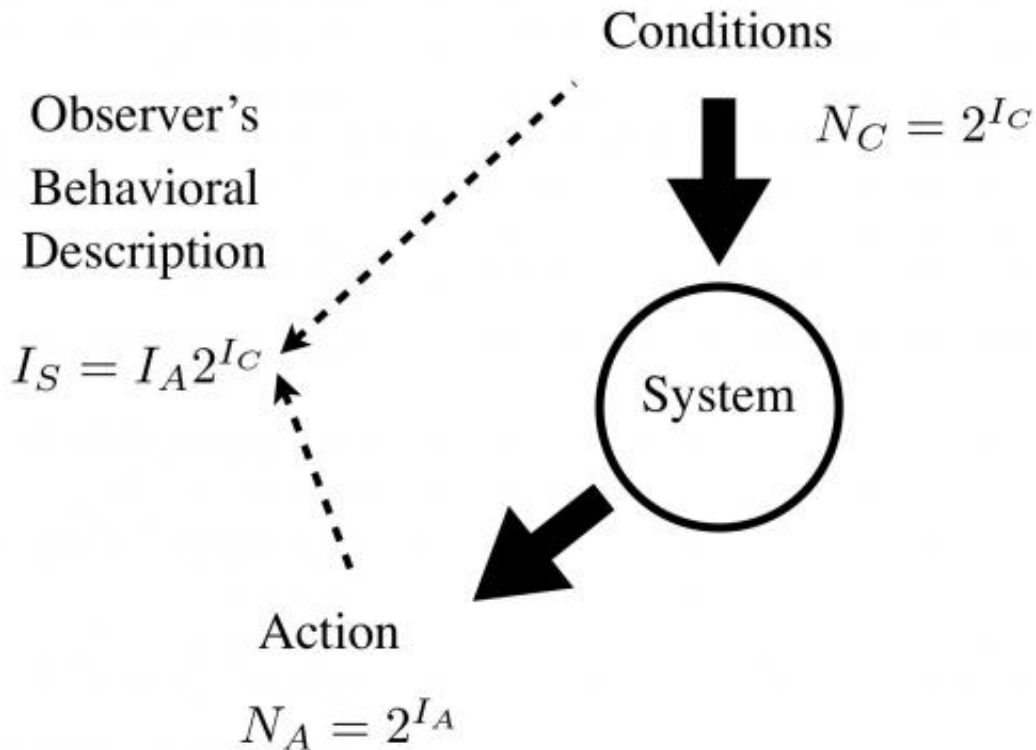 Conditions
N_C = 2^{I_C}
Observer's
Behavioral
Description
I_S = I_A 2^{I_C}
System
Action
N_A = 2^{I_A}